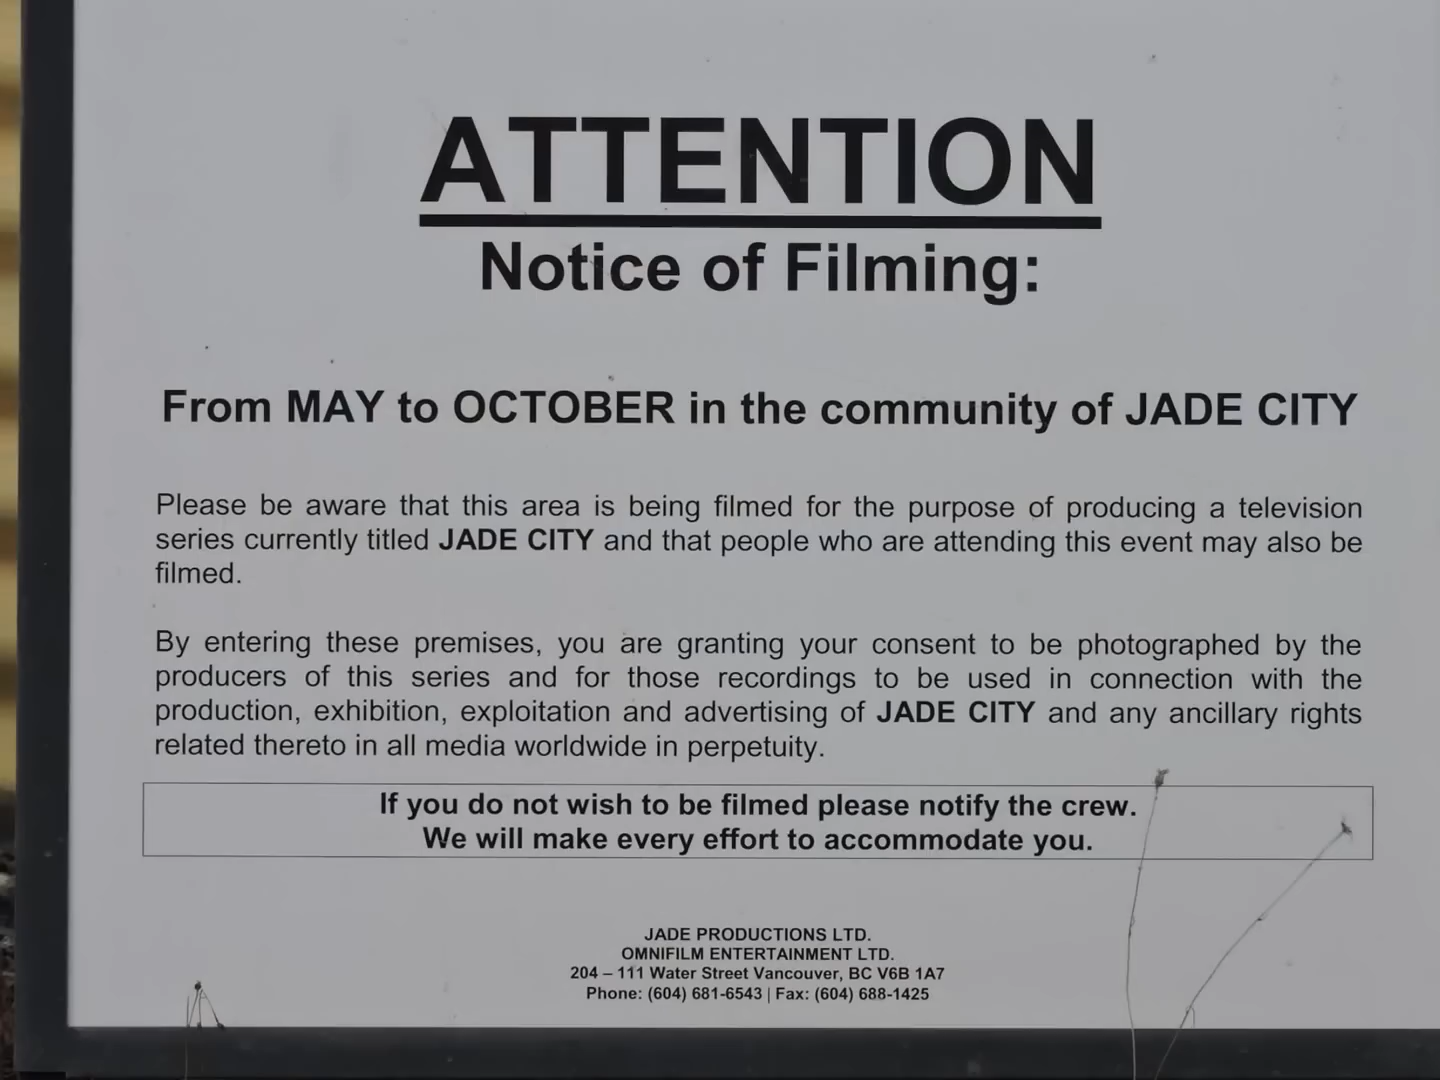 ATTENTION
Notice of Filming:
From MAY to OCTOBER in the community of JADE CITY
Please be aware that this area is being filmed for the purpose of producing a television
series currently titled JADE CITY and that people who are attending this event may also be
filmed.
By entering these premises, you are granting your consent to be photographed by the
producers of this series and for those recordings to be used in connection with the
production, exhibition, exploitation and advertising of JADE CITY and any ancillary rights
related thereto in all media worldwide in perpetuity.
If you do not wish to be filmed please notify the crew.
We will make every effort to accommodate you.
JADE PRODUCTIONS LTD.
OMNIFILM ENTERTAINMENT LTD.
204 – 111 Water Street Vancouver, BC V6B 1A7
Phone: (604) 681-6543 | Fax: (604) 688-1425